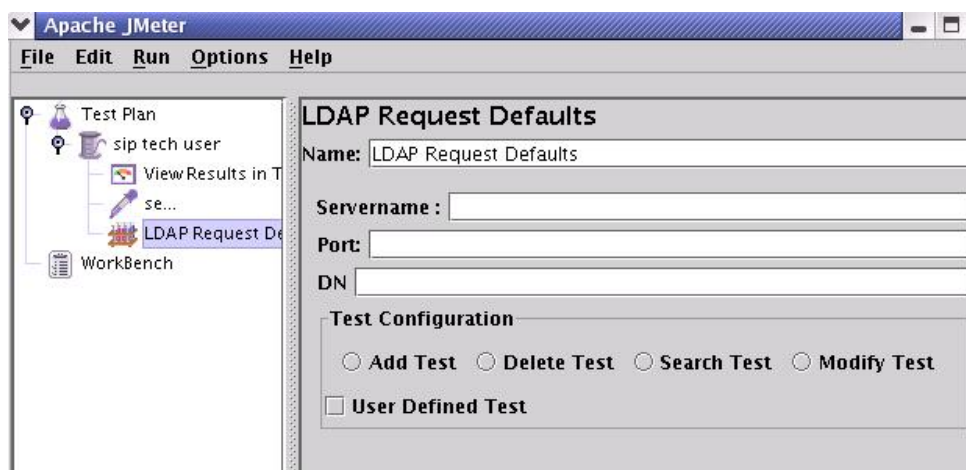 Apache JMeter
File Edit Run Options Help
Test Plan
sip tech user
View Results in T
se...
LDAP Request De
WorkBench
LDAP Request Defaults
Name: LDAP Request Defaults
Servername :
Port:
DN
Test Configuration
Add Test Delete Test Search Test Modify Test
User Defined Test